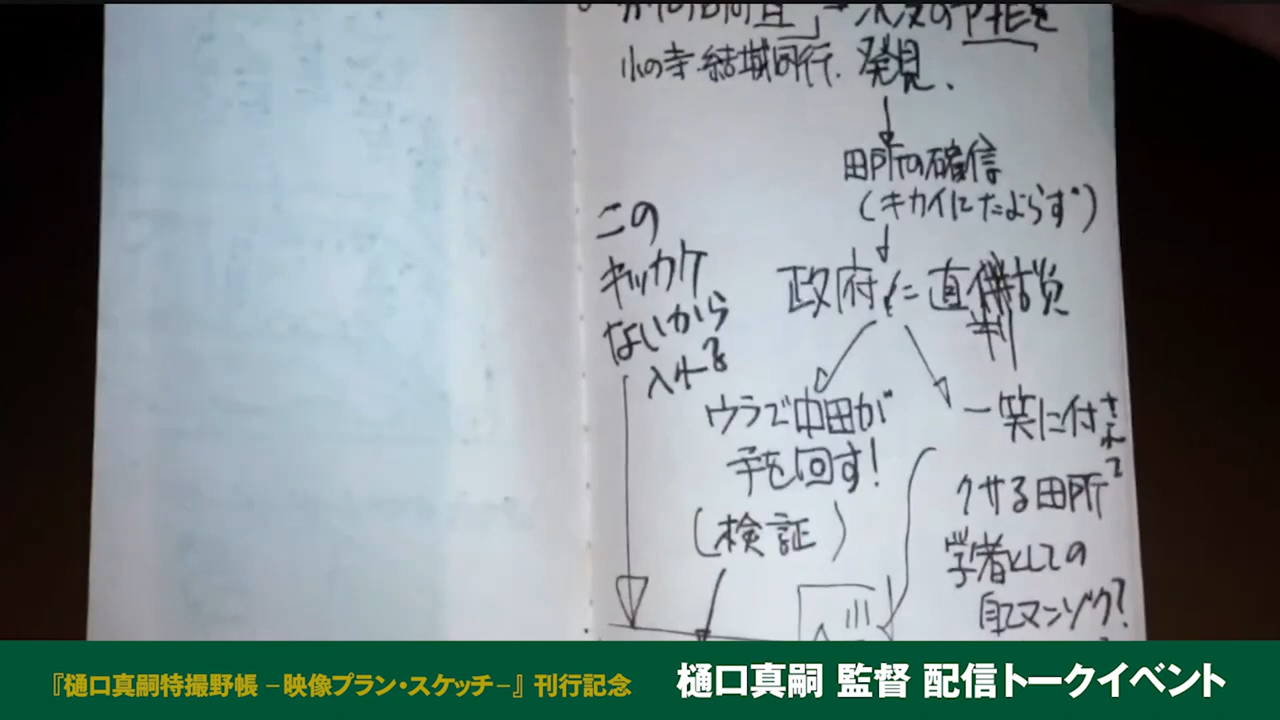 小の寺.結城同行. 発見、
田所の確信
(キカイにたよらず)
この
キッカケ
ないから
入れる
政府に直談
判
ウラで中田が
手を回す!
(検証)
一笑に付されて
クサる田所
学者としての
自己マンゾク?
『樋口真嗣特撮野帳 −映像プラン・スケッチ−』 刊行記念
樋口真嗣 監督 配信トークイベント